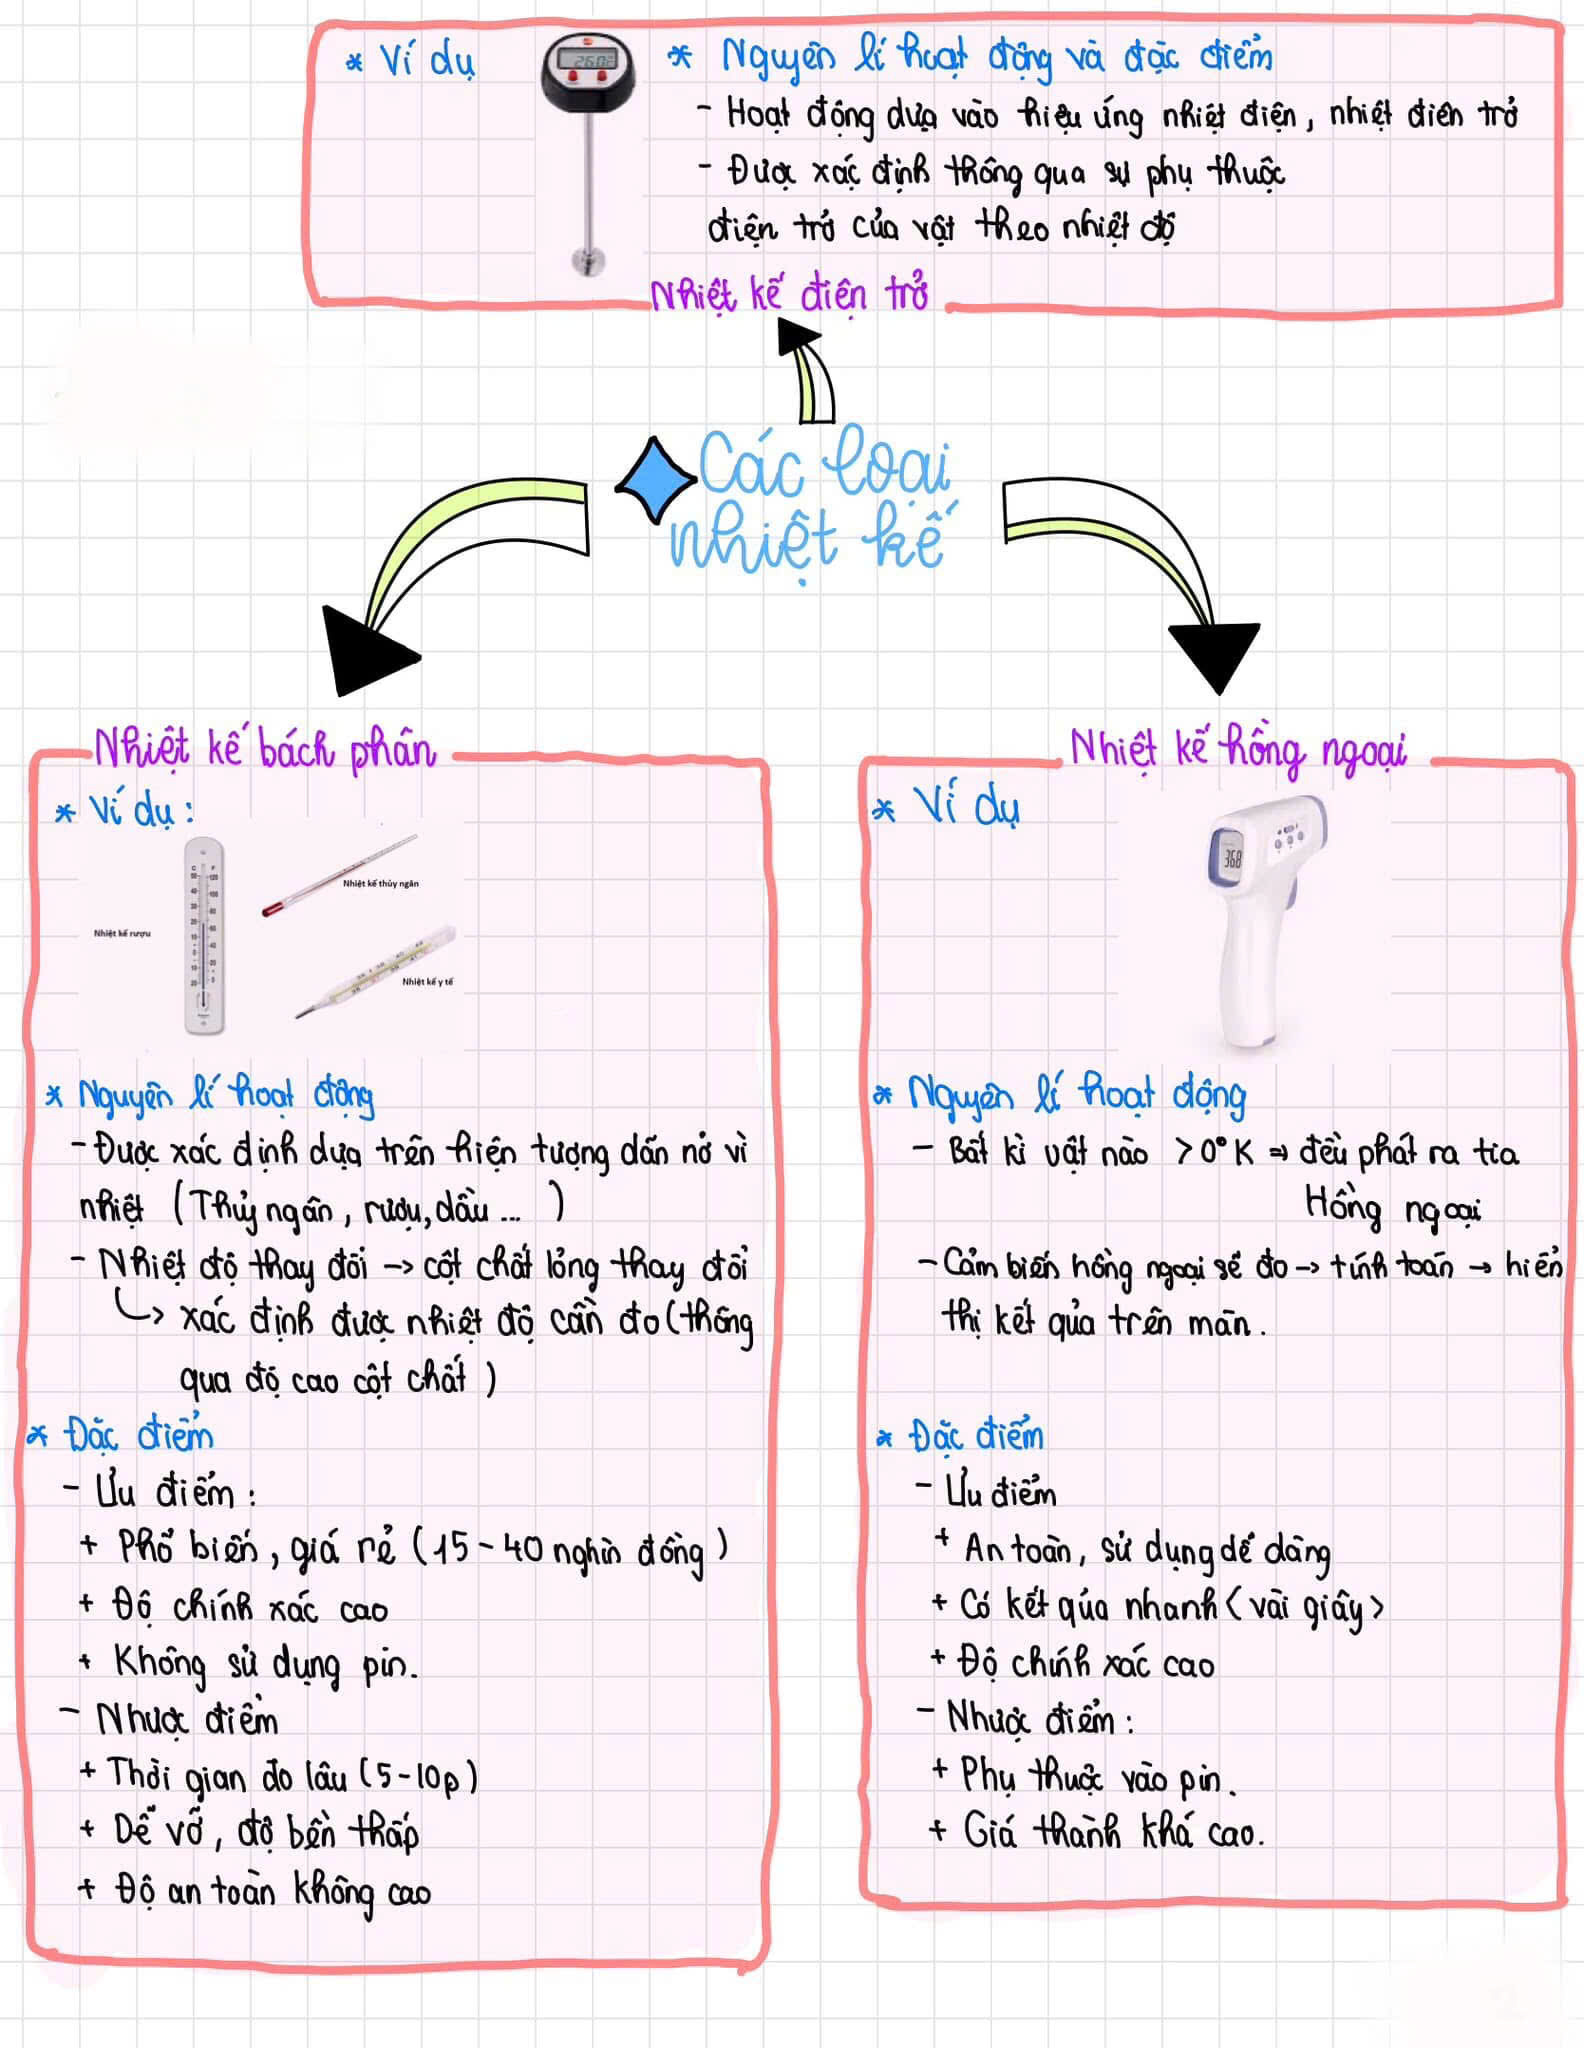 * Ví dụ
26.0
* Nguyên lí hoạt động và đặc điểm
- Hoạt động dựa vào hiệu ứng nhiệt điện, nhiệt điện trở
- Được xác định thông qua sự phụ thuộc
điện trở của vật theo nhiệt độ
Nhiệt kế điện trở
Các loại
nhiệt kế
Nhiệt kế bách phân
* Ví dụ:
Nhiệt kế rượu
Nhiệt kế thủy ngân
Nhiệt kế y tế
* Nguyên lí hoạt động
- Được xác định dựa trên hiện tượng dãn nở vì
nhiệt (Thủy ngân, rượu, dầu... )
- Nhiệt độ thay đổi → cột chất lỏng thay đổi
↳ xác định được nhiệt độ cần đo (thông
qua độ cao cột chất)
* Đặc điểm
- Ưu điểm:
+ Phổ biến, giá rẻ (15-40 nghìn đồng)
+ Độ chính xác cao
+ Không sử dụng pin.
- Nhược điểm
+ Thời gian đo lâu (5-10p)
+ Dễ vỡ, độ bền thấp
+ Độ an toàn không cao
Nhiệt kế hồng ngoại
* Ví dụ
36.8
* Nguyên lí hoạt động
- Bất kì vật nào > 0°K ⇒ đều phát ra tia
Hồng ngoại
- Cảm biến hồng ngoại sẽ đo → tính toán → hiển
thị kết qủa trên màn.
* Đặc điểm
- Ưu điểm
+ An toàn, sử dụng dễ dàng
+ Có kết qủa nhanh <vài giây>
+ Độ chính xác cao
- Nhược điểm:
+ Phụ thuộc vào pin.
+ Giá thành khá cao.